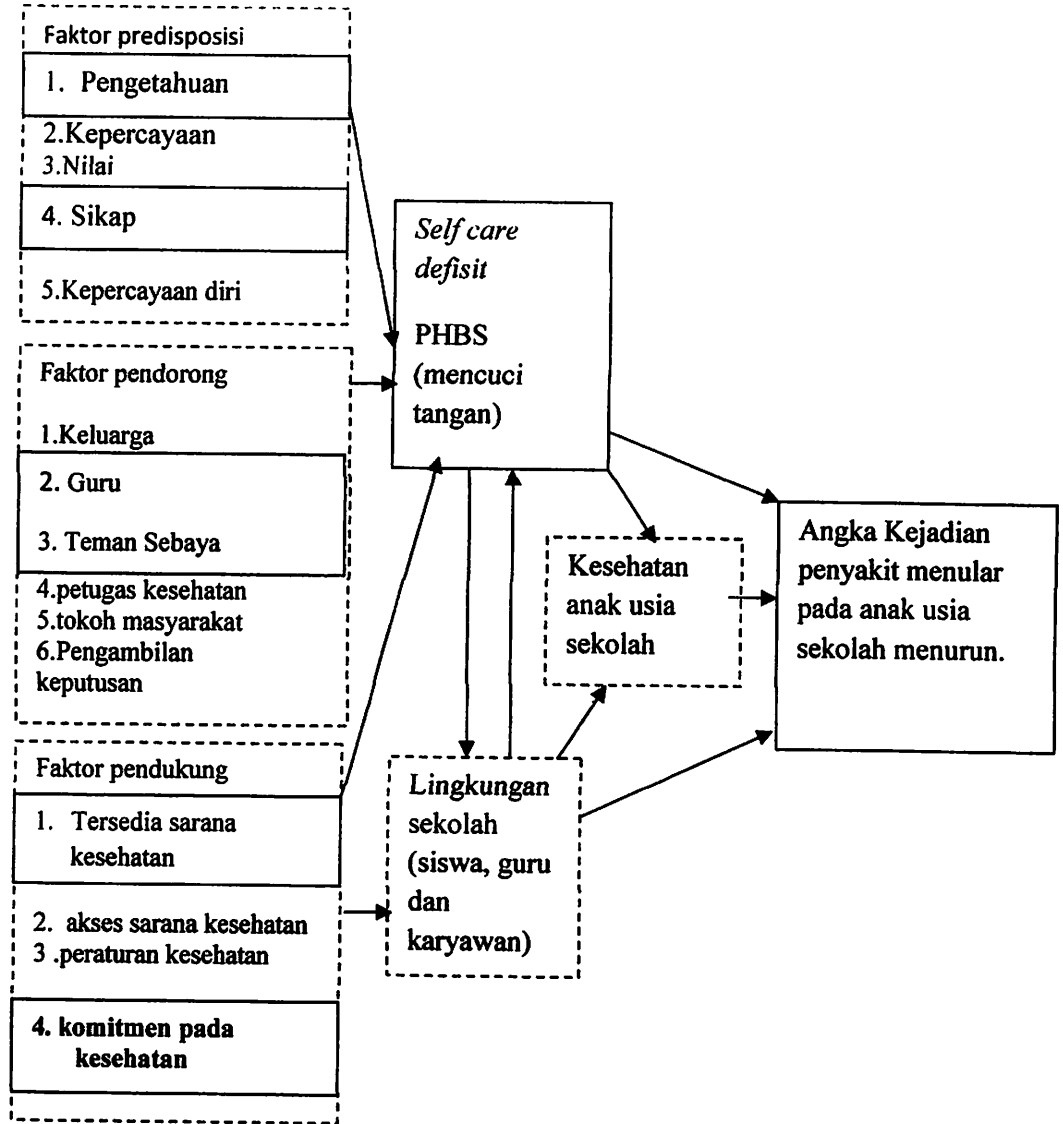 Faktor predisposisi
1. Pengetahuan
2.Kepercayaan
3.Nilai
4. Sikap
5.Kepercayaan diri
Faktor pendorong
1.Keluarga
2. Guru
3. Teman Sebaya
4.petugas kesehatan
5.tokoh masyarakat
6.Pengambilan
keputusan
Faktor pendukung
1. Tersedia sarana
kesehatan
2. akses sarana kesehatan
3 .peraturan kesehatan
4. komitmen pada
kesehatan
Self care
defisit
PHBS
(mencuci
tangan)
Lingkungan
sekolah
(siswa, guru
dan
karyawan)
Kesehatan
anak usia
sekolah
Angka Kejadian
penyakit menular
pada anak usia
sekolah menurun.